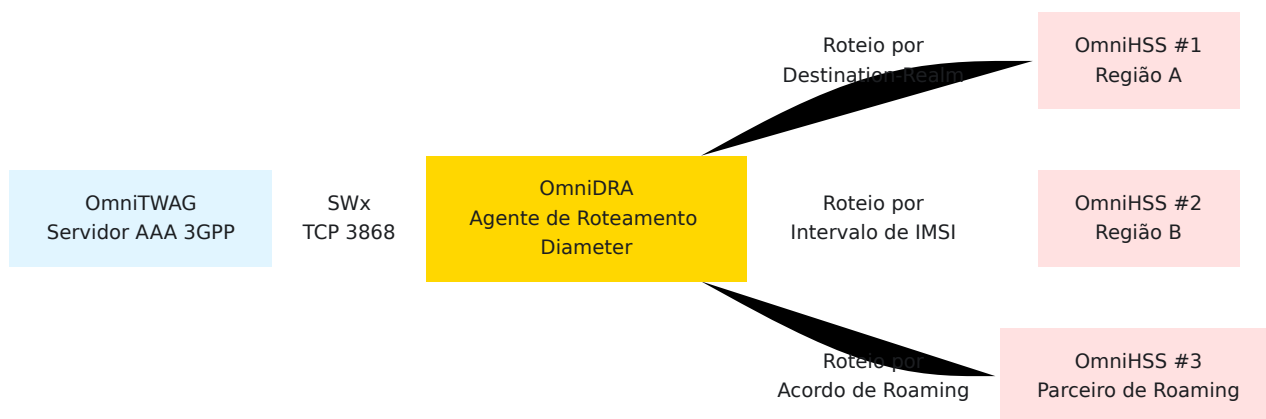 OmniTWAG
Servidor AAA 3GPP
SWx
TCP 3868
OmniDRA
Agente de Roteamento
Diameter
Roteio por
Destination-Realm
OmniHSS #1
Região A
Roteio por
Intervalo de IMSI
OmniHSS #2
Região B
Roteio por
Acordo de Roaming
OmniHSS #3
Parceiro de Roaming